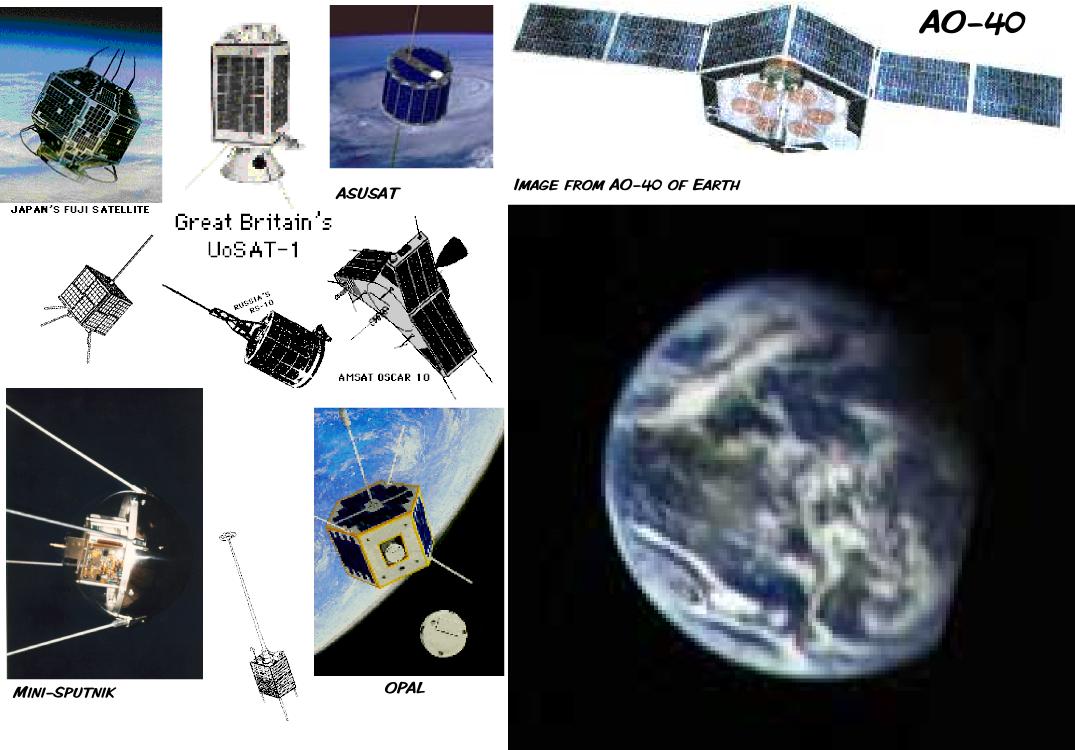 AO-40
JAPAN'S FUJI SATELLITE
ASUSAT
IMAGE FROM AO-40 OF EARTH
Great Britain's
UoSAT-1
RUSSIA'S
RS-10
AMSAT OSCAR 10
MINI-SPUTNIK
OPAL